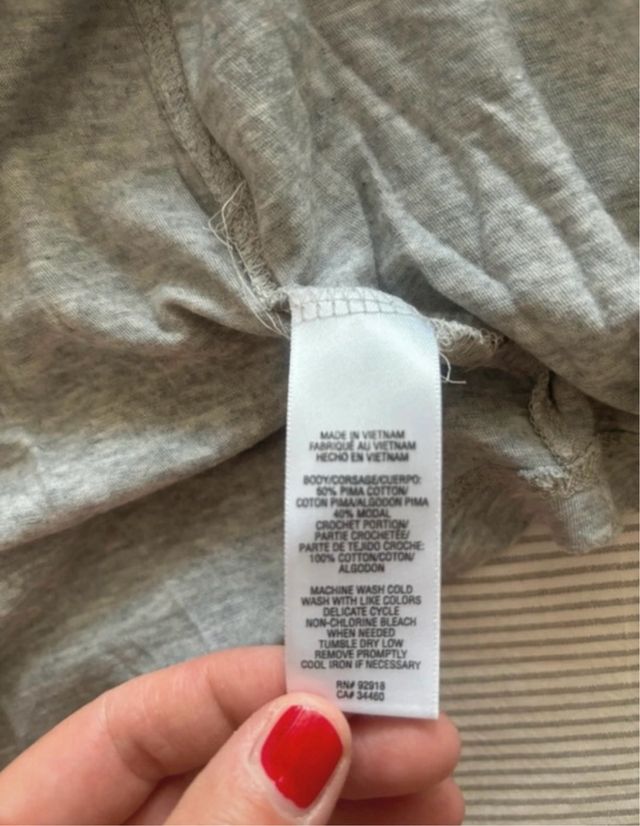 MADE IN VIETNAM
FABRIQUÉ AU VIETNAM
HECHO EN VIETNAM
BODY/CORSAGE/CUERPO:
60% PIMA COTTON/
COTON PIMA/ALGODON PIMA
40% MODAL
CROCHET PORTION/
PARTIE CROCHETÉE/
PARTE DE TEJIDO CROCHE:
100% COTTON/COTON/
ALGODON
MACHINE WASH COLD
WASH WITH LIKE COLORS
DELICATE CYCLE
NON-CHLORINE BLEACH
WHEN NEEDED
TUMBLE DRY LOW
REMOVE PROMPTLY
COOL IRON IF NECESSARY
RN# 92918
CA# 34460